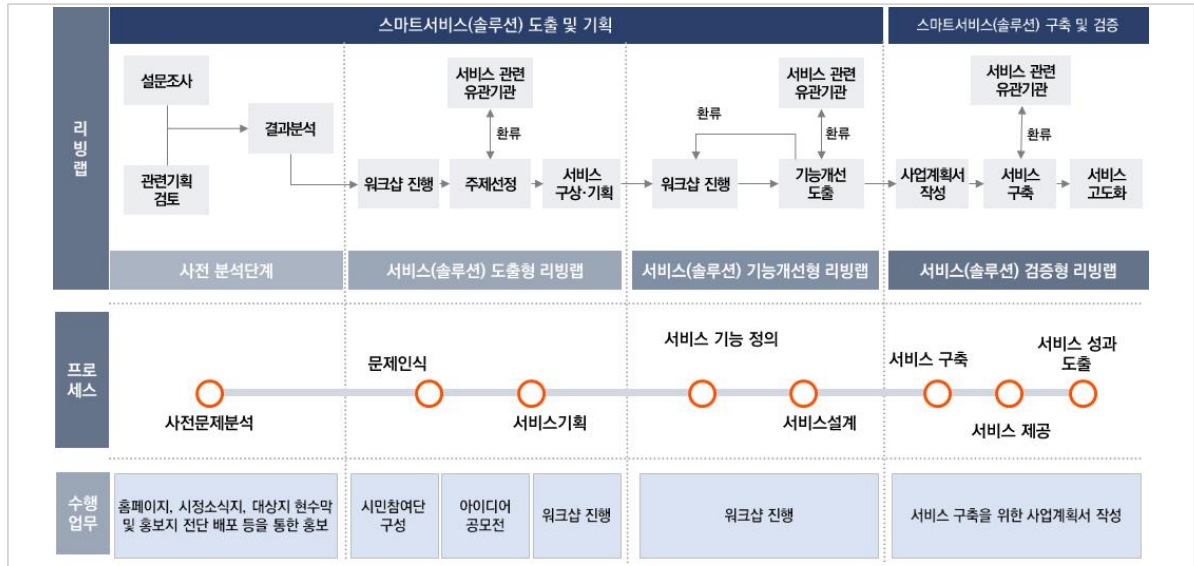 스마트서비스(솔루션) 도출 및 기획
스마트서비스(솔루션) 구축 및 검증
리
빙
랩
설문조사
관련기획
검토
결과분석
서비스 관련
유관기관
환류
워크샵 진행
주제선정
서비스
구상·기획
서비스 관련
유관기관
환류
환류
워크샵 진행
기능개선
도출
서비스 관련
유관기관
환류
사업계획서
작성
서비스
구축
서비스
고도화
사전 분석단계
서비스(솔루션) 도출형 리빙랩
서비스(솔루션) 기능개선형 리빙랩
서비스(솔루션) 검증형 리빙랩
프로
세스
사전문제분석
문제인식
서비스기획
서비스 기능 정의
서비스설계
서비스 구축
서비스 제공
서비스 성과
도출
수행
업무
홈페이지, 시정소식지, 대상지 현수막
및 홍보지 전단 배포 등을 통한 홍보
시민참여단
구성
아이디어
공모전
워크샵 진행
워크샵 진행
서비스 구축을 위한 사업계획서 작성